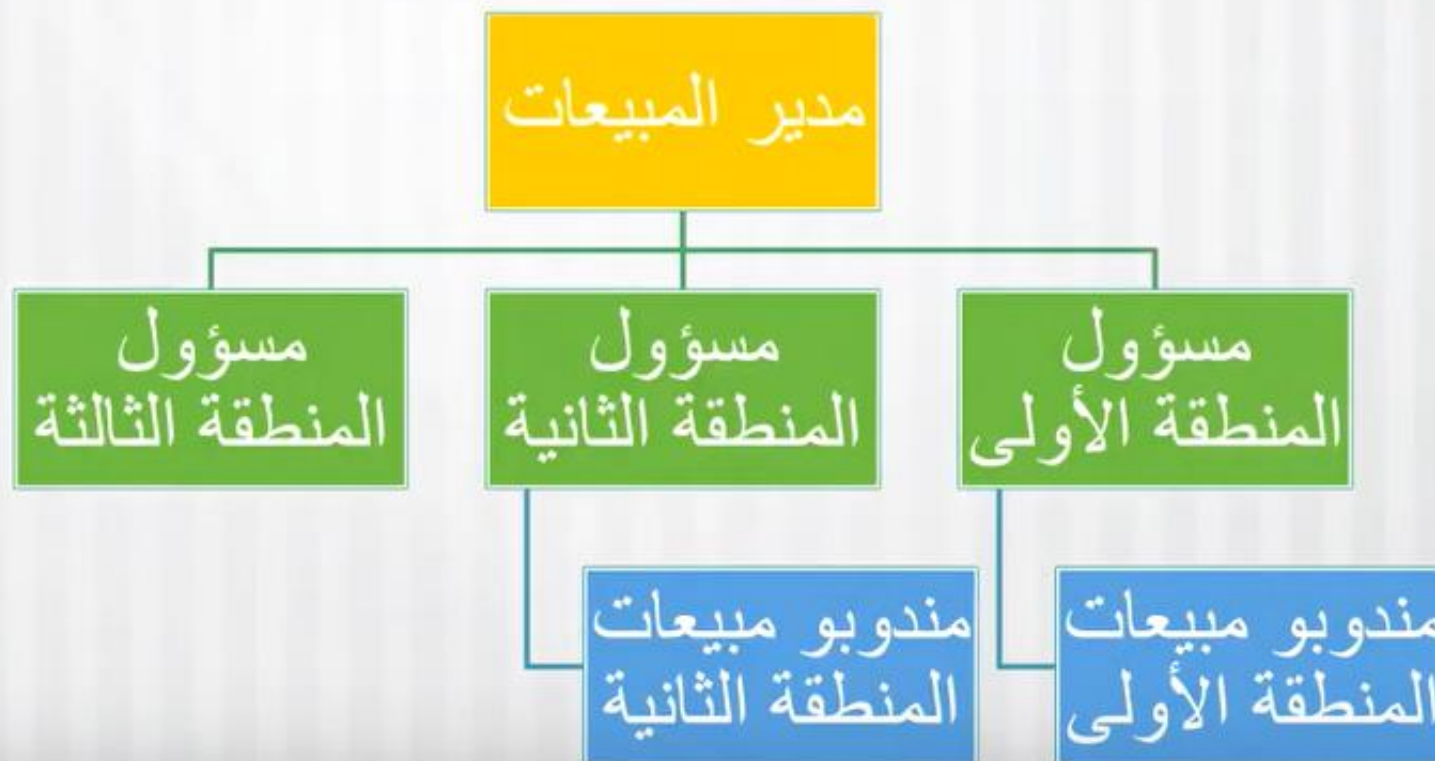 مدير المبيعات
مسؤول
المنطقة الأولى
مسؤول
المنطقة الثانية
مسؤول
المنطقة الثالثة
مندوبو مبيعات
المنطقة الأولى
مندوبو مبيعات
المنطقة الثانية